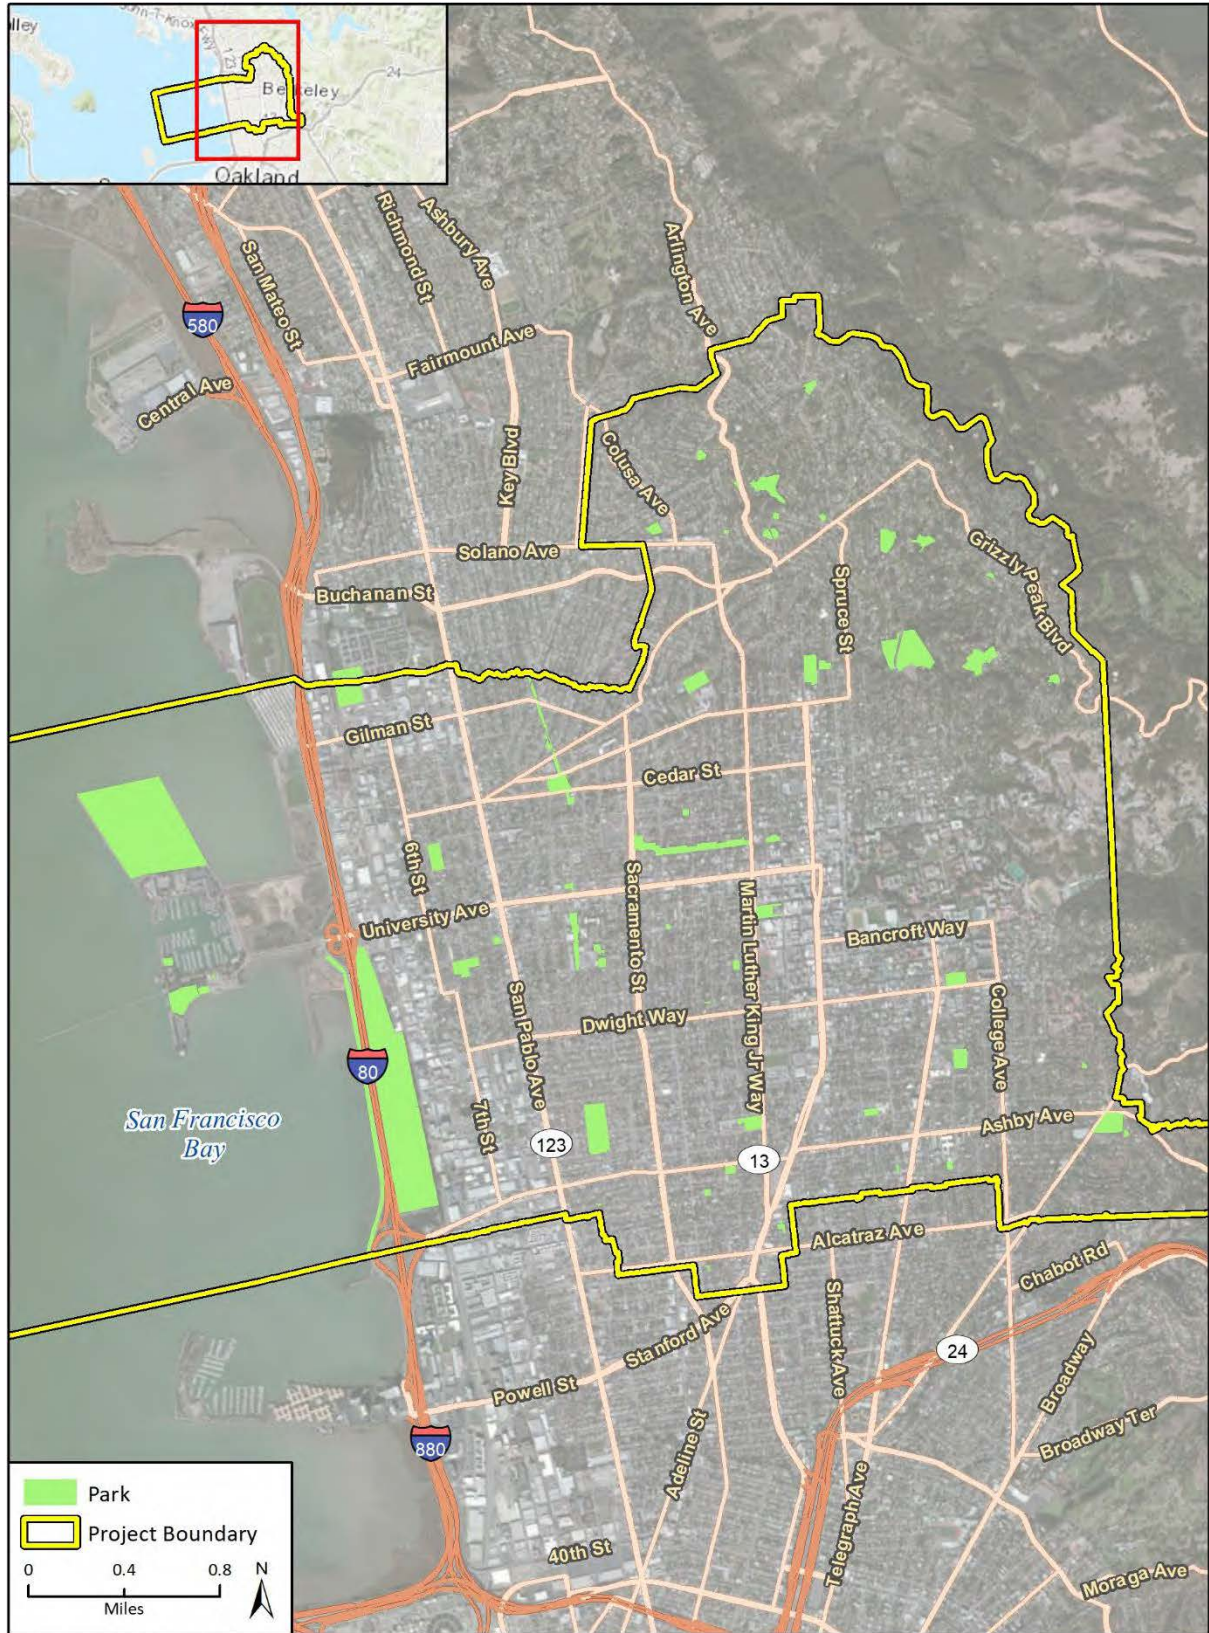 John-T-Knox Fwy
lley
123
24
Berkeley
Oakland
Ashbury Ave
Richmond St
San Mateo St
Arlington Ave
580
Fairmount Ave
Central Ave
Key Blvd
Colusa Ave
Solano Ave
Buchanan St
Spruce St
Grizzly Peak Blvd
Gilman St
Cedar St
6th St
Sacramento St
Martin Luther King Jr Way
University Ave
Bancroft Way
San Pablo Ave
Dwight Way
College Ave
80
7th St
San Francisco
Bay
Ashby Ave
123
13
Alcatraz Ave
Chabot Rd
Stanford Ave
Shattuck Ave
24
Powell St
Broadway
880
Adeline St
Broadway Ter
Telegraph Ave
40th St
Moraga Ave
Park
Project Boundary
0 0.4 0.8
Miles
N